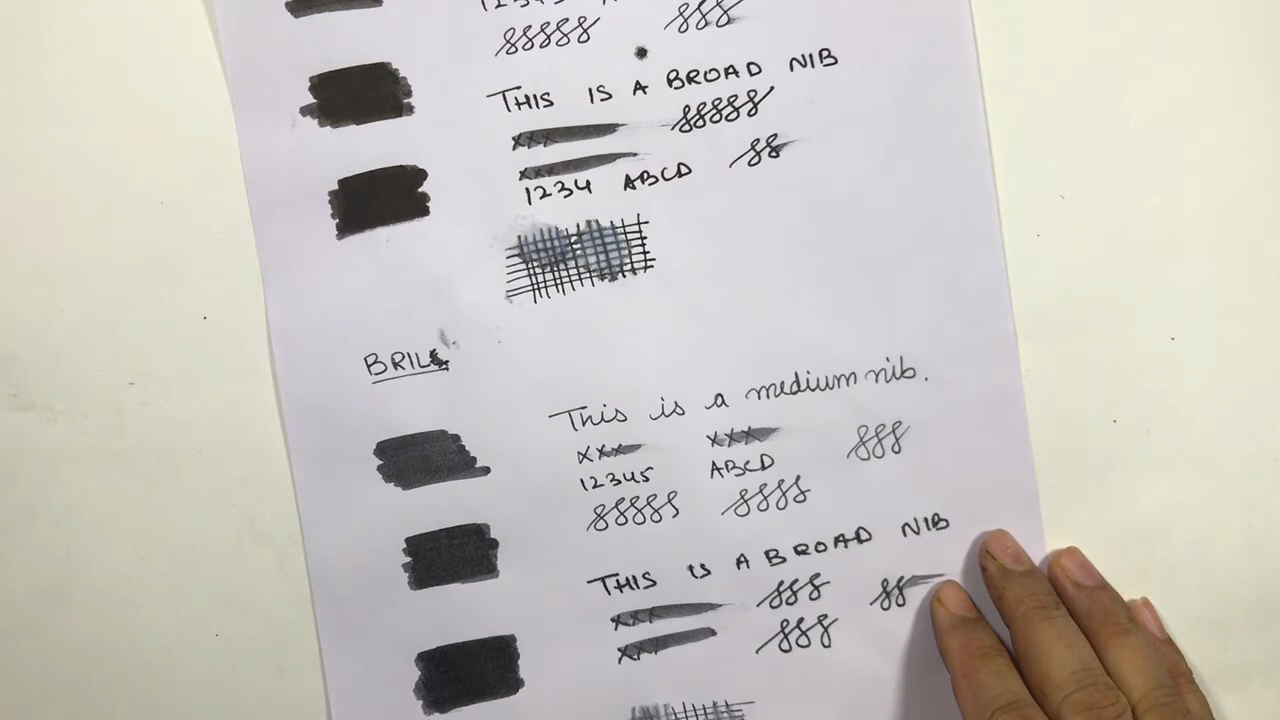 THIS IS A BROAD NIB
xxx
xxx
1234 ABCD
BRIL
This is a medium nib.
xxx xxx
12345 ABCD
THIS IS A BROAD NIB
xxx
xxx